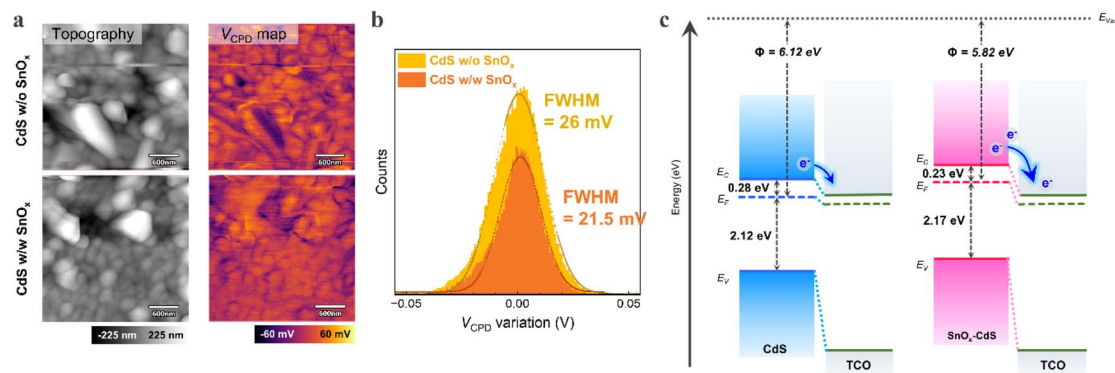 a
Topography
V_CPD map
CdS w/o SnOₓ
600nm
600nm
CdS w/w SnOₓ
600nm
500nm
-225 nm 225 nm
-60 mV 60 mV
b
CdS w/o SnOₓ
CdS w/w SnOₓ
FWHM
= 26 mV
FWHM
= 21.5 mV
Counts
−0.05 0.00 0.05
V_CPD variation (V)
c
Energy (eV)
Φ = 6.12 eV
Φ = 5.82 eV
e⁻
e⁻
e⁻
e⁻
E_C
0.28 eV
E_F
2.12 eV
E_V
CdS
TCO
E_C
0.23 eV
E_F
2.17 eV
E_V
SnOₓ-CdS
TCO